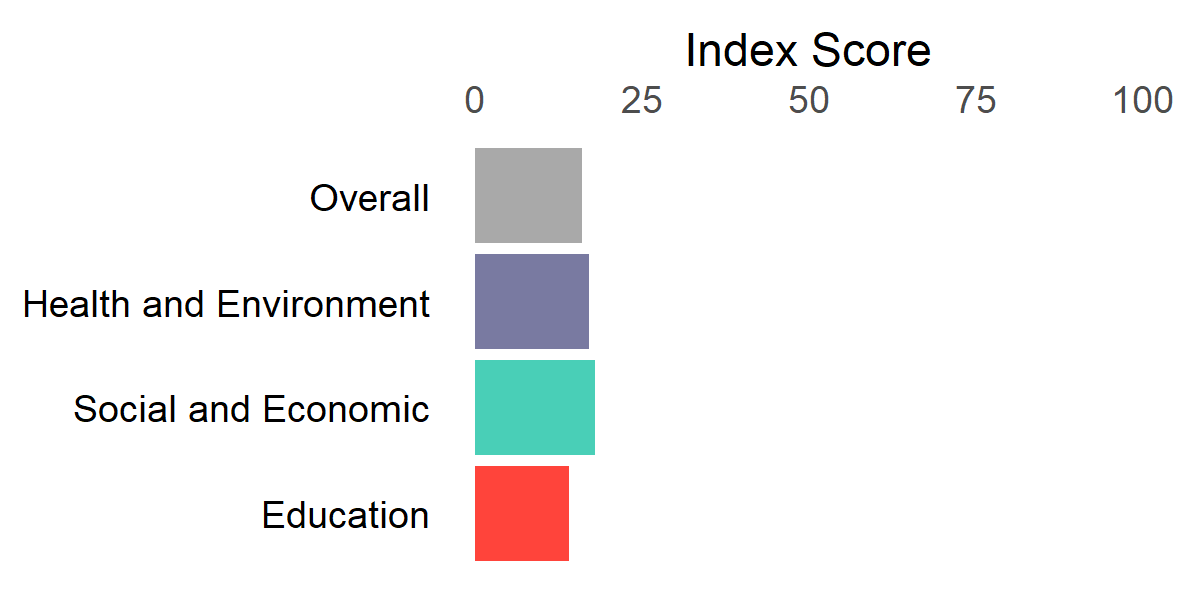 Index Score
0 25 50 75 100
Overall
Health and Environment
Social and Economic
Education